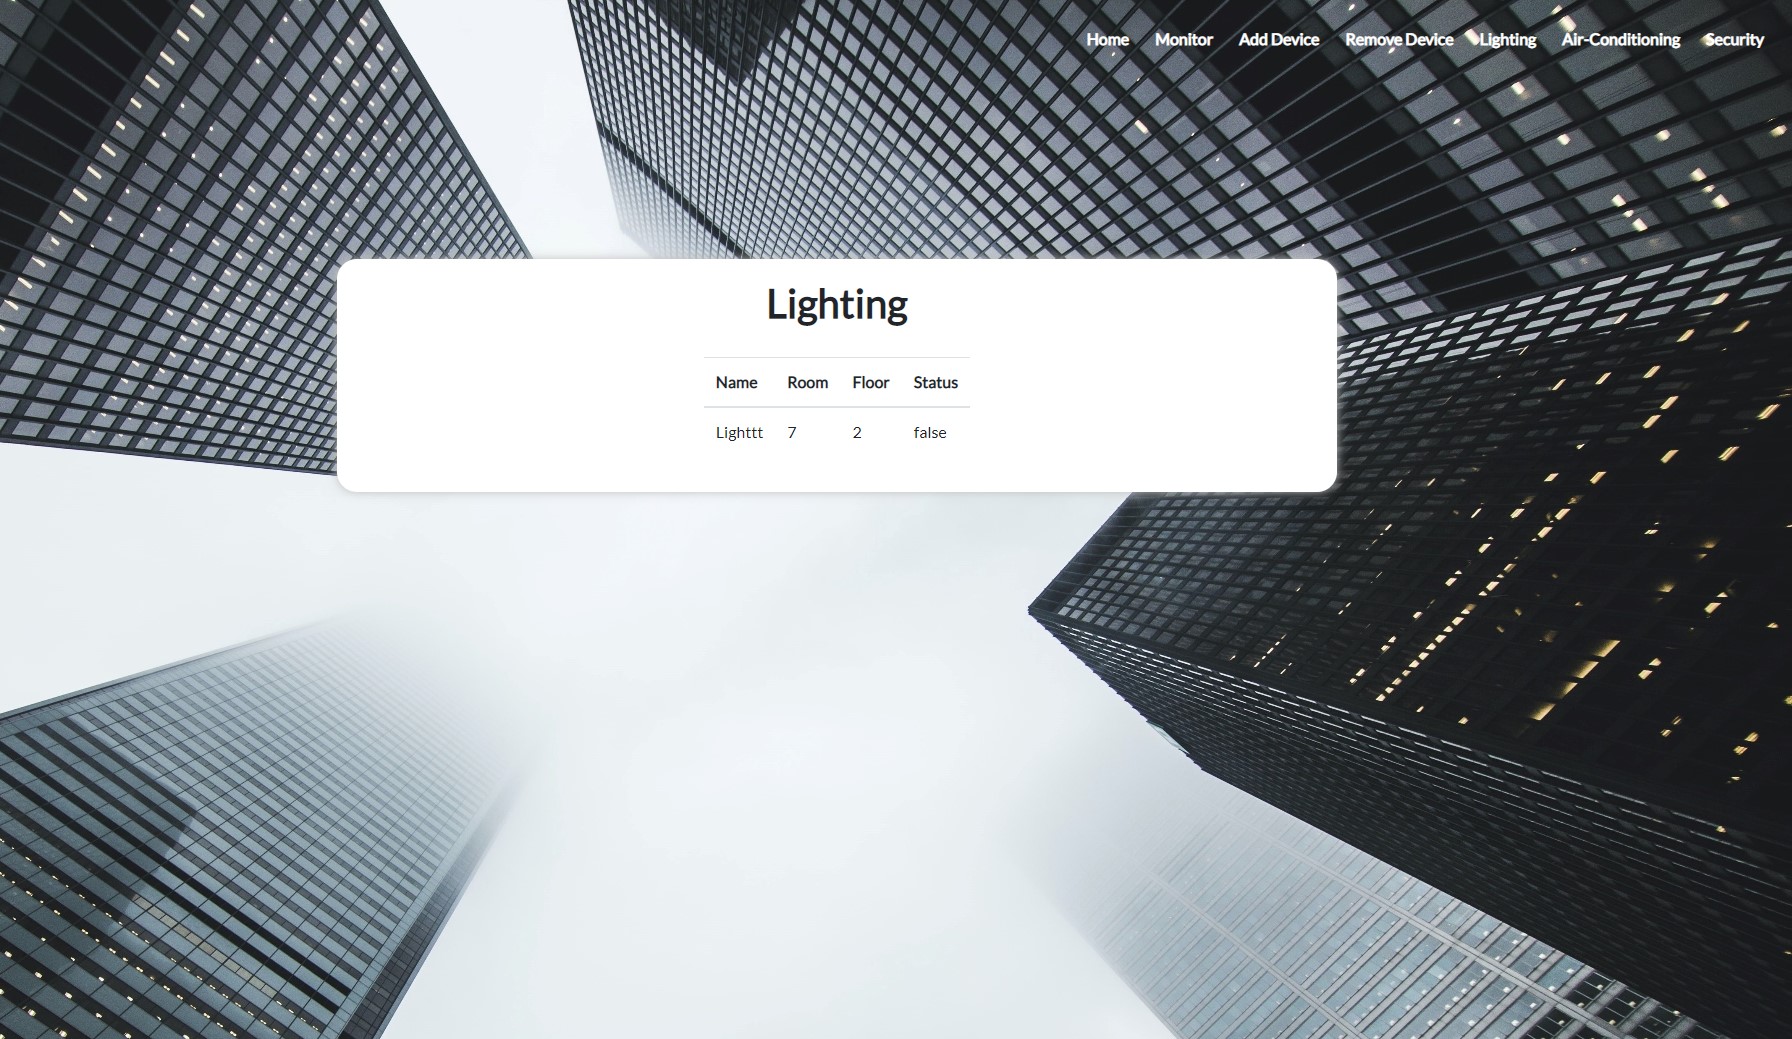 Home Monitor Add Device Remove Device Lighting Air-Conditioning Security
Lighting
Name Room Floor Status
Lighttt 7 2 false